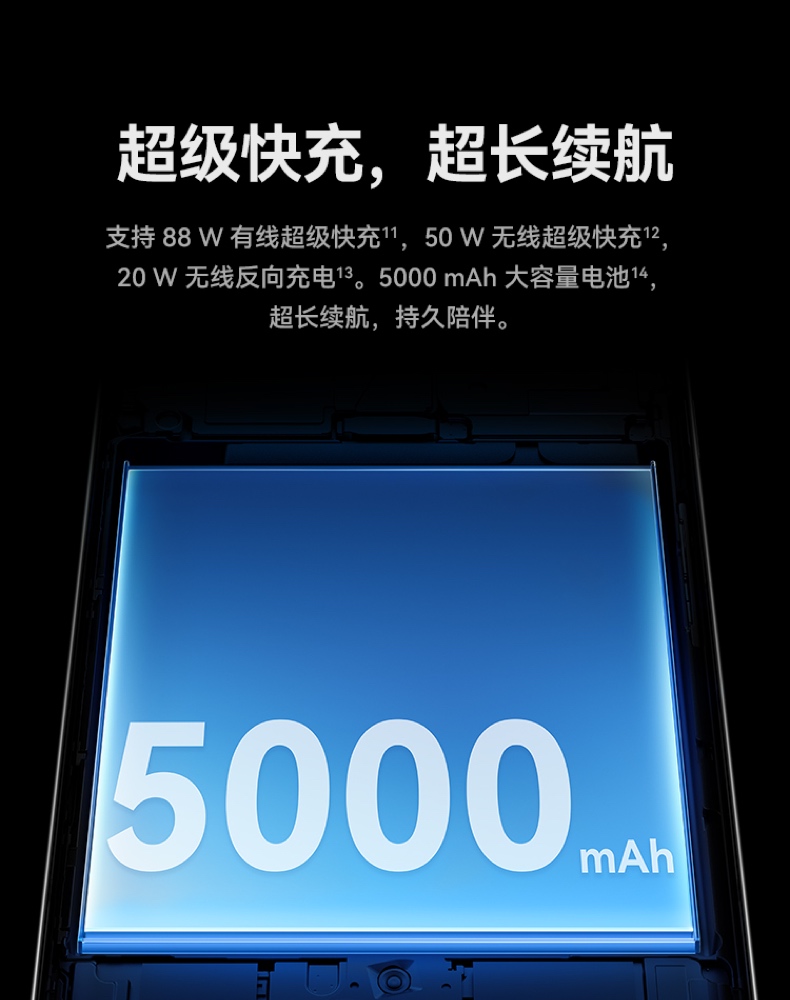 超级快充，超长续航
支持 88 W 有线超级快充¹¹，50 W 无线超级快充¹²，
20 W 无线反向充电¹³。5000 mAh 大容量电池¹⁴，
超长续航，持久陪伴。
5000 mAh